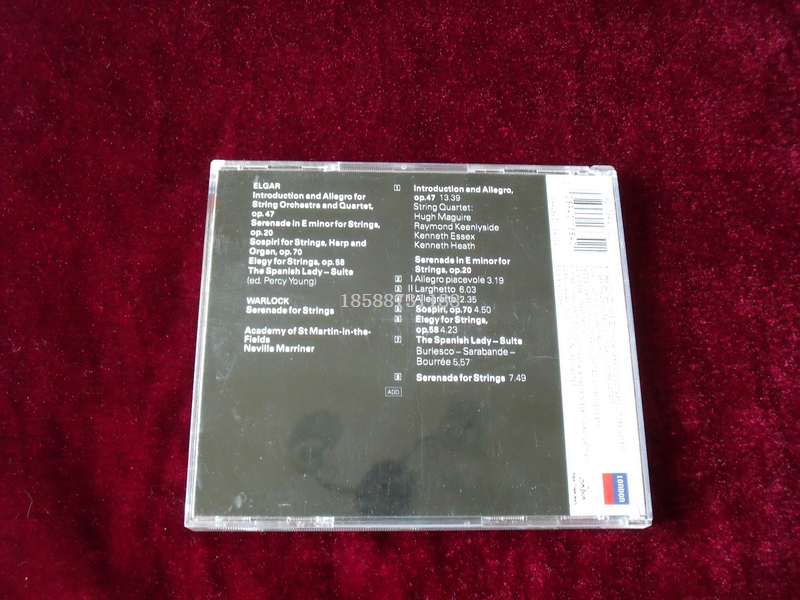 ELGAR
Introduction and Allegro for
String Orchestra and Quartet,
op.47
Serenade in E minor for Strings,
op.20
Sospiri for Strings, Harp and
Organ, op.70
Elegy for Strings, op.58
The Spanish Lady – Suite
(ed. Percy Young)
WARLOCK
Serenade for Strings
Academy of St Martin-in-the-
Fields
Neville Marriner
1 Introduction and Allegro,
op.47 13.39
String Quartet:
Hugh Maguire
Raymond Keenlyside
Kenneth Essex
Kenneth Heath
Serenade in E minor for
Strings, op.20
2 I Allegro piacevole 3.19
3 II Larghetto 6.03
4 III Allegretto 2.35
5 Sospiri, op.70 4.50
6 Elegy for Strings,
op.58 4.23
7 The Spanish Lady – Suite
Burlesco – Sarabande –
Bourrée 5,57
8 Serenade for Strings 7.49
ADD
LONDON